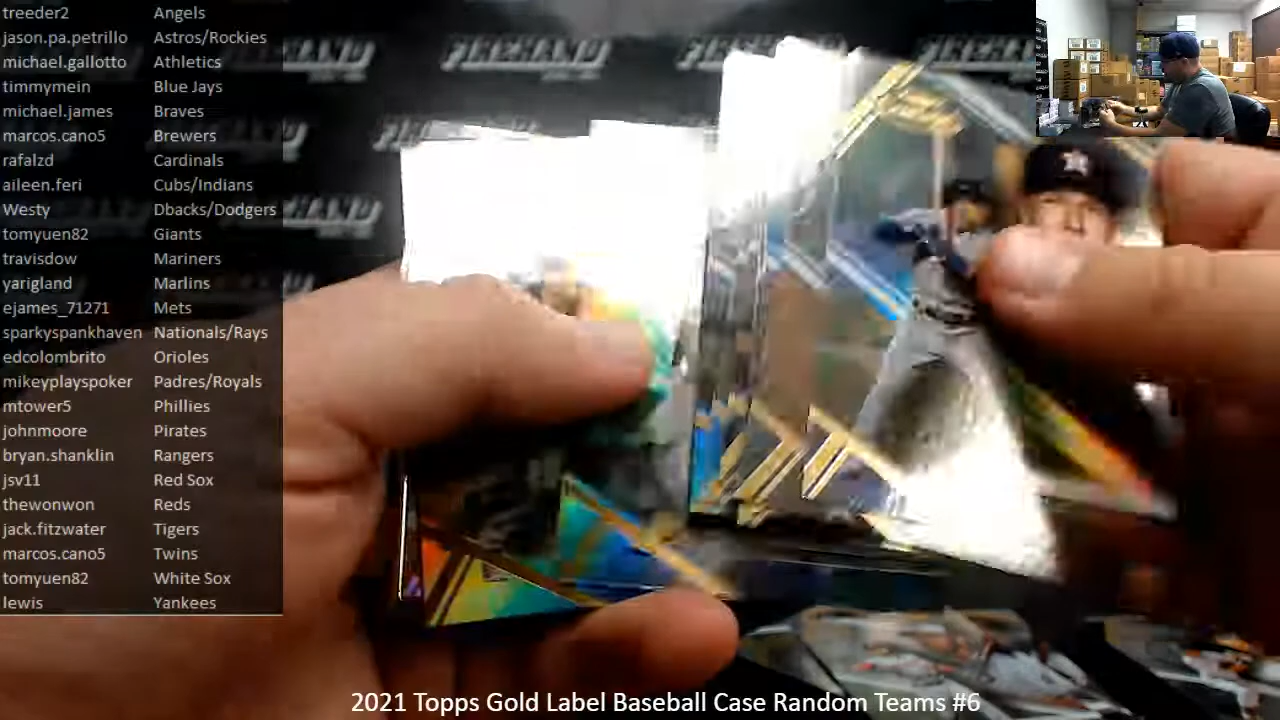 treeder2 Angels
jason.pa.petrillo Astros/Rockies
michael.gallotto Athletics
timmymein Blue Jays
michael.james Braves
marcos.cano5 Brewers
rafalzd Cardinals
aileen.feri Cubs/Indians
Westy Dbacks/Dodgers
tomyuen82 Giants
travisdow Mariners
yarigland Marlins
ejames_71271 Mets
sparkyspankhaven Nationals/Rays
edcolombrito Orioles
mikeyplayspoker Padres/Royals
mtower5 Phillies
johnmoore Pirates
bryan.shanklin Rangers
jsv11 Red Sox
thewonwon Reds
jack.fitzwater Tigers
marcos.cano5 Twins
tomyuen82 White Sox
lewis Yankees
FIREHAND FIREHAND FIREHAND
2021 Topps Gold Label Baseball Case Random Teams #6